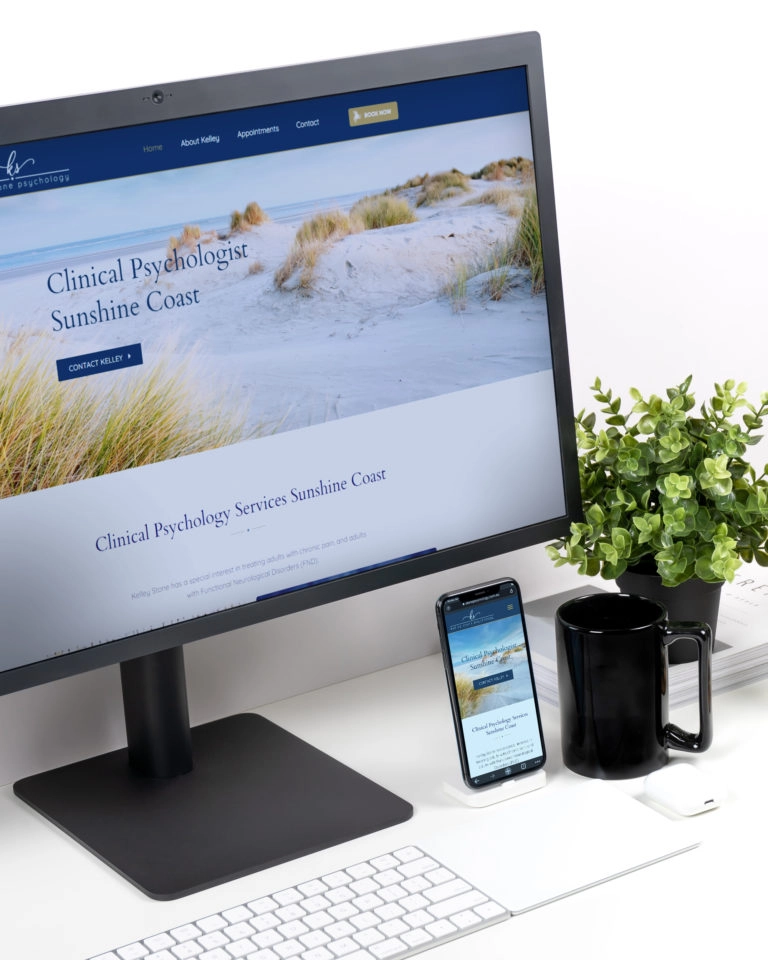 Home About Kelley Appointments Contact BOOK NOW
ks
one psychology
Clinical Psychologist
Sunshine Coast
CONTACT KELLEY
Clinical Psychology Services Sunshine Coast
Kelley Stone has a special interest in treating adults with chronic pain, and adults
with Functional Neurological Disorders (FND).
ks
Clinical Psychologist
Sunshine Coast
CONTACT KELLEY
Clinical Psychology Services
Sunshine Coast